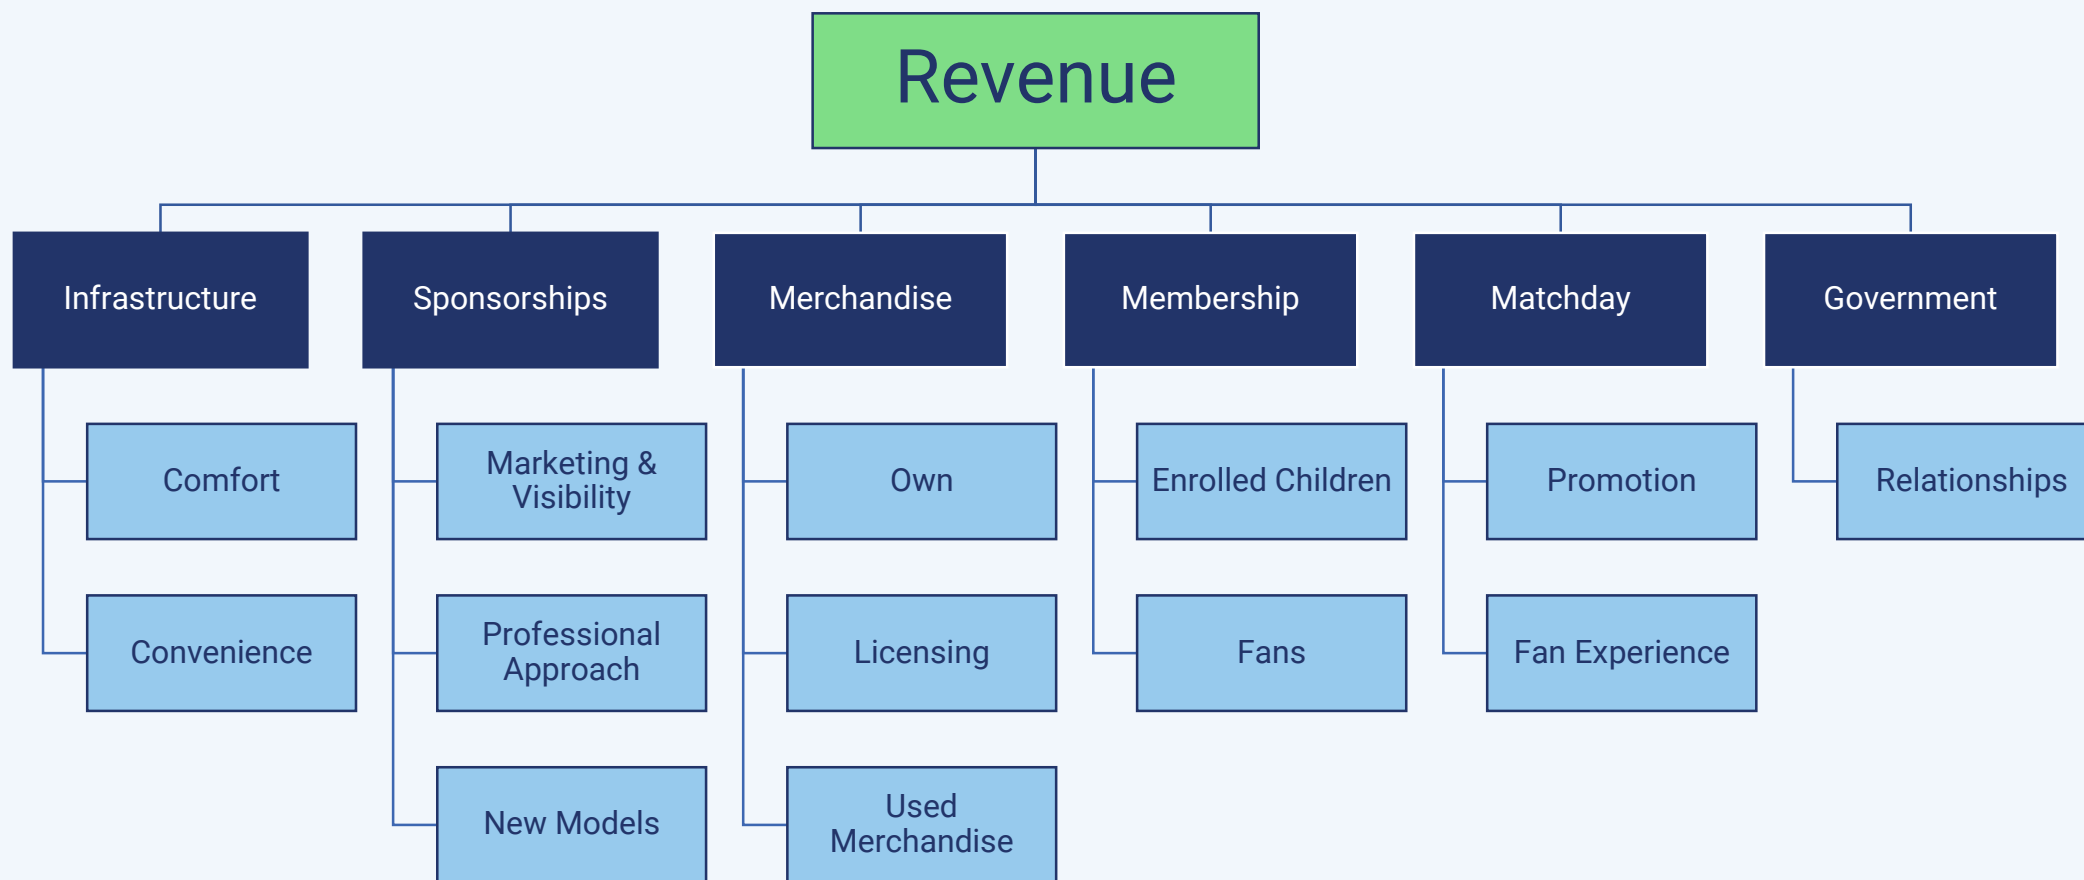 Revenue
Infrastructure
Sponsorships
Merchandise
Membership
Matchday
Government
Comfort
Marketing &
Visibility
Own
Enrolled Children
Promotion
Relationships
Convenience
Professional
Approach
Licensing
Fans
Fan Experience
New Models
Used
Merchandise